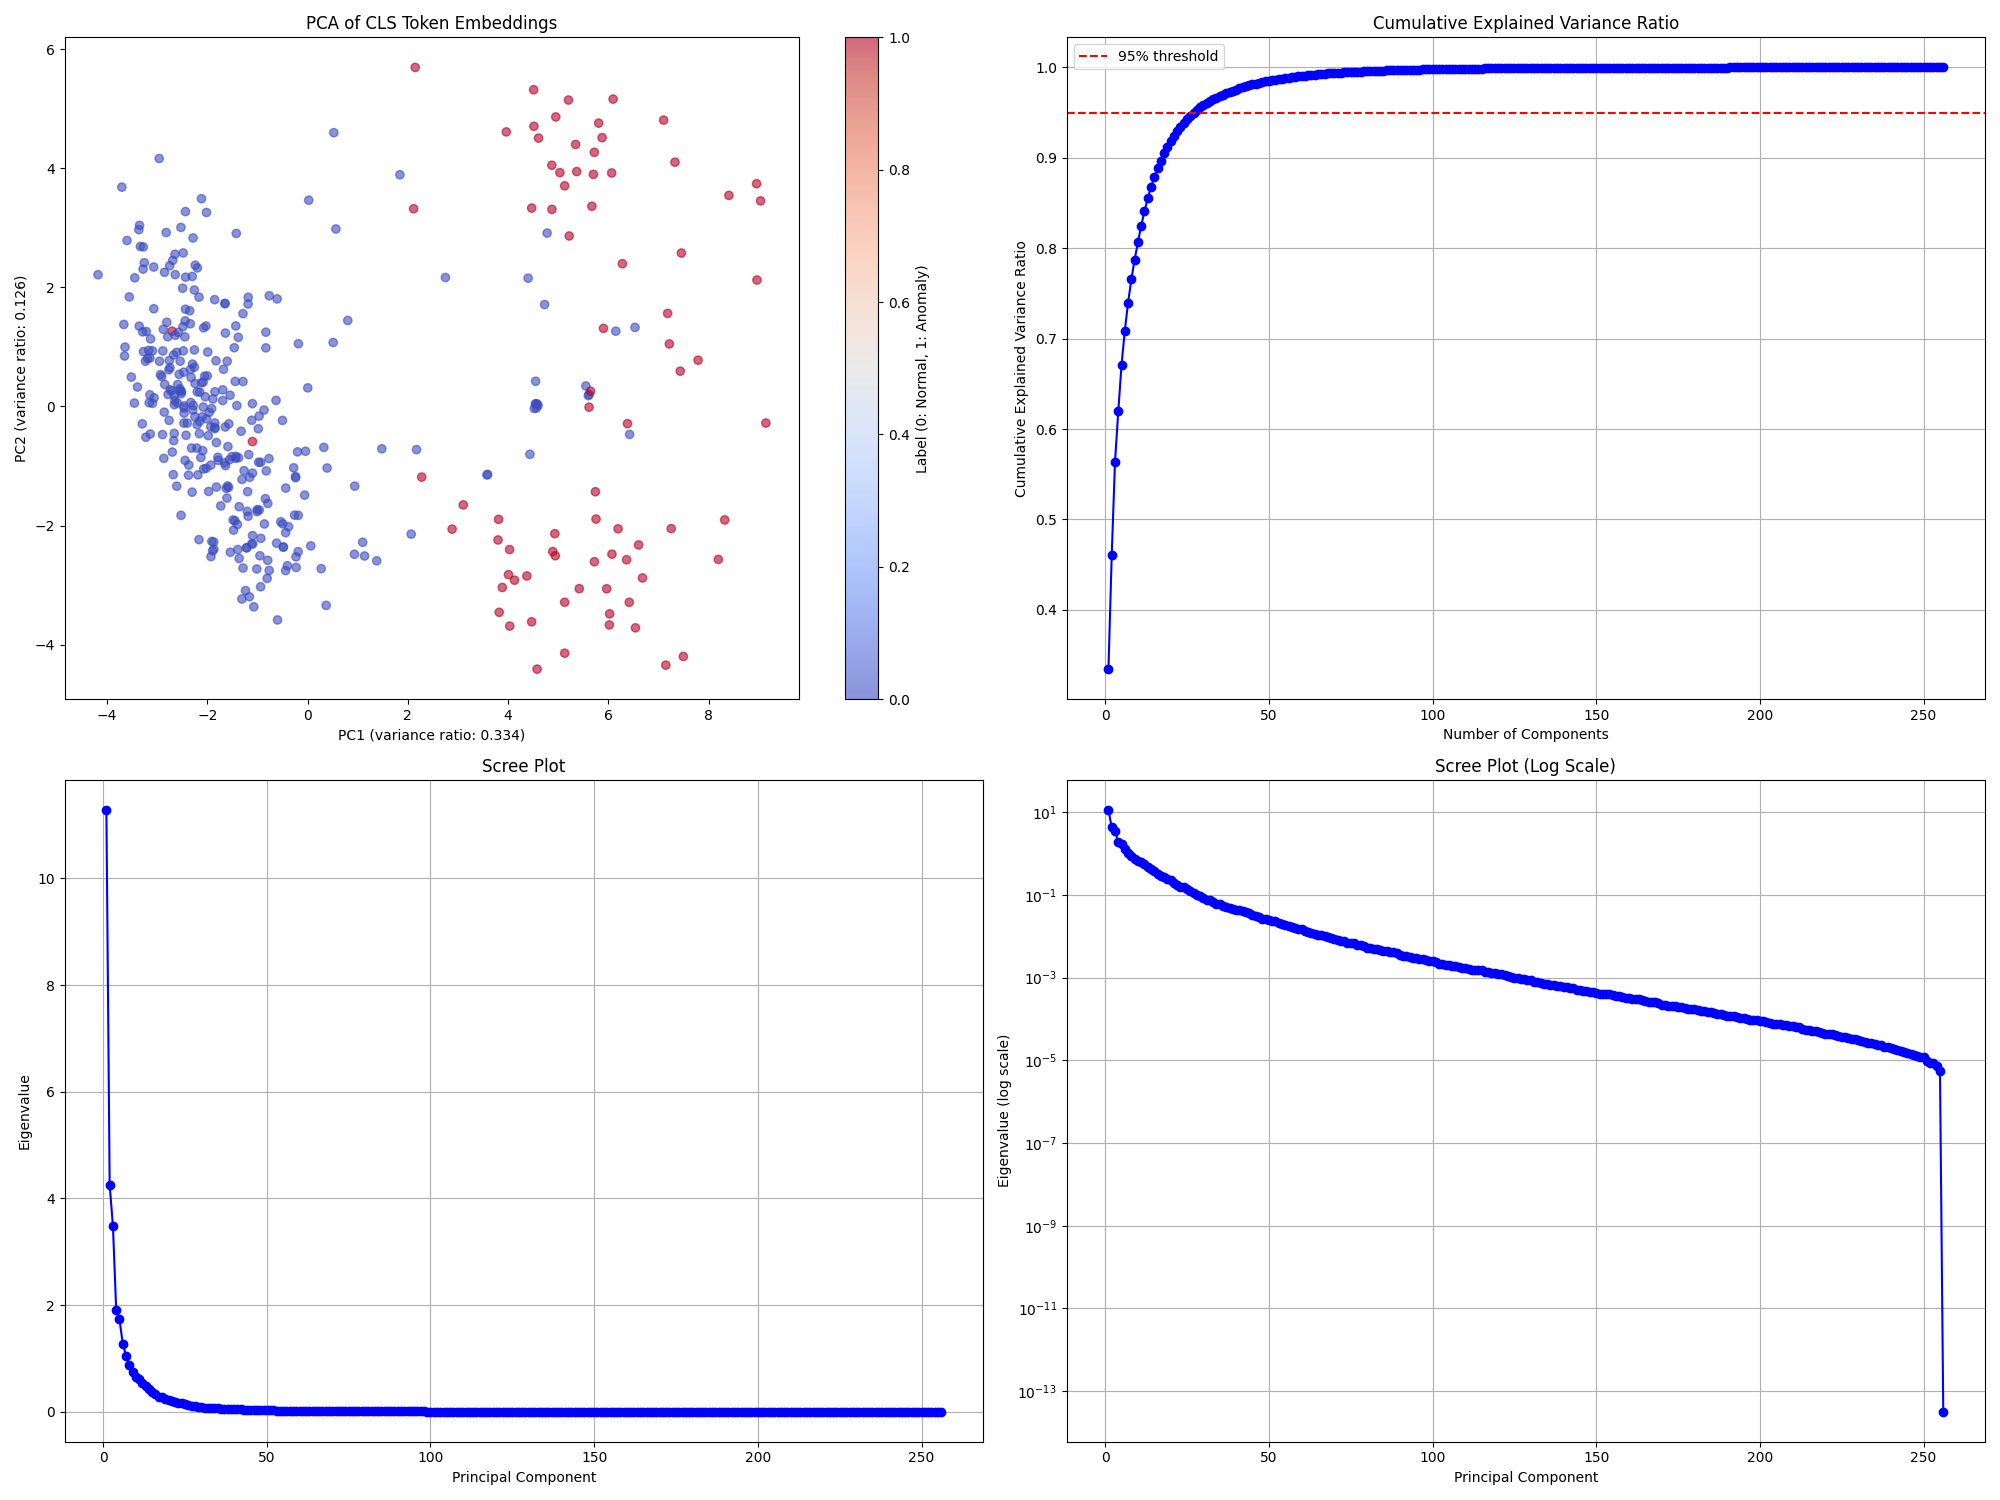 PCA of CLS Token Embeddings
6
4
2
0
−2
−4
PC2 (variance ratio: 0.126)
−4 −2 0 2 4 6 8
PC1 (variance ratio: 0.334)
1.0
0.8
0.6
0.4
0.2
0.0
Label (0: Normal, 1: Anomaly)
Cumulative Explained Variance Ratio
95% threshold
1.0
0.9
0.8
0.7
0.6
0.5
0.4
Cumulative Explained Variance Ratio
0 50 100 150 200 250
Number of Components
Scree Plot
10
8
6
4
2
0
Eigenvalue
0 50 100 150 200 250
Principal Component
Scree Plot (Log Scale)
10¹
10⁻¹
10⁻³
10⁻⁵
10⁻⁷
10⁻⁹
10⁻¹¹
10⁻¹³
Eigenvalue (log scale)
0 50 100 150 200 250
Principal Component